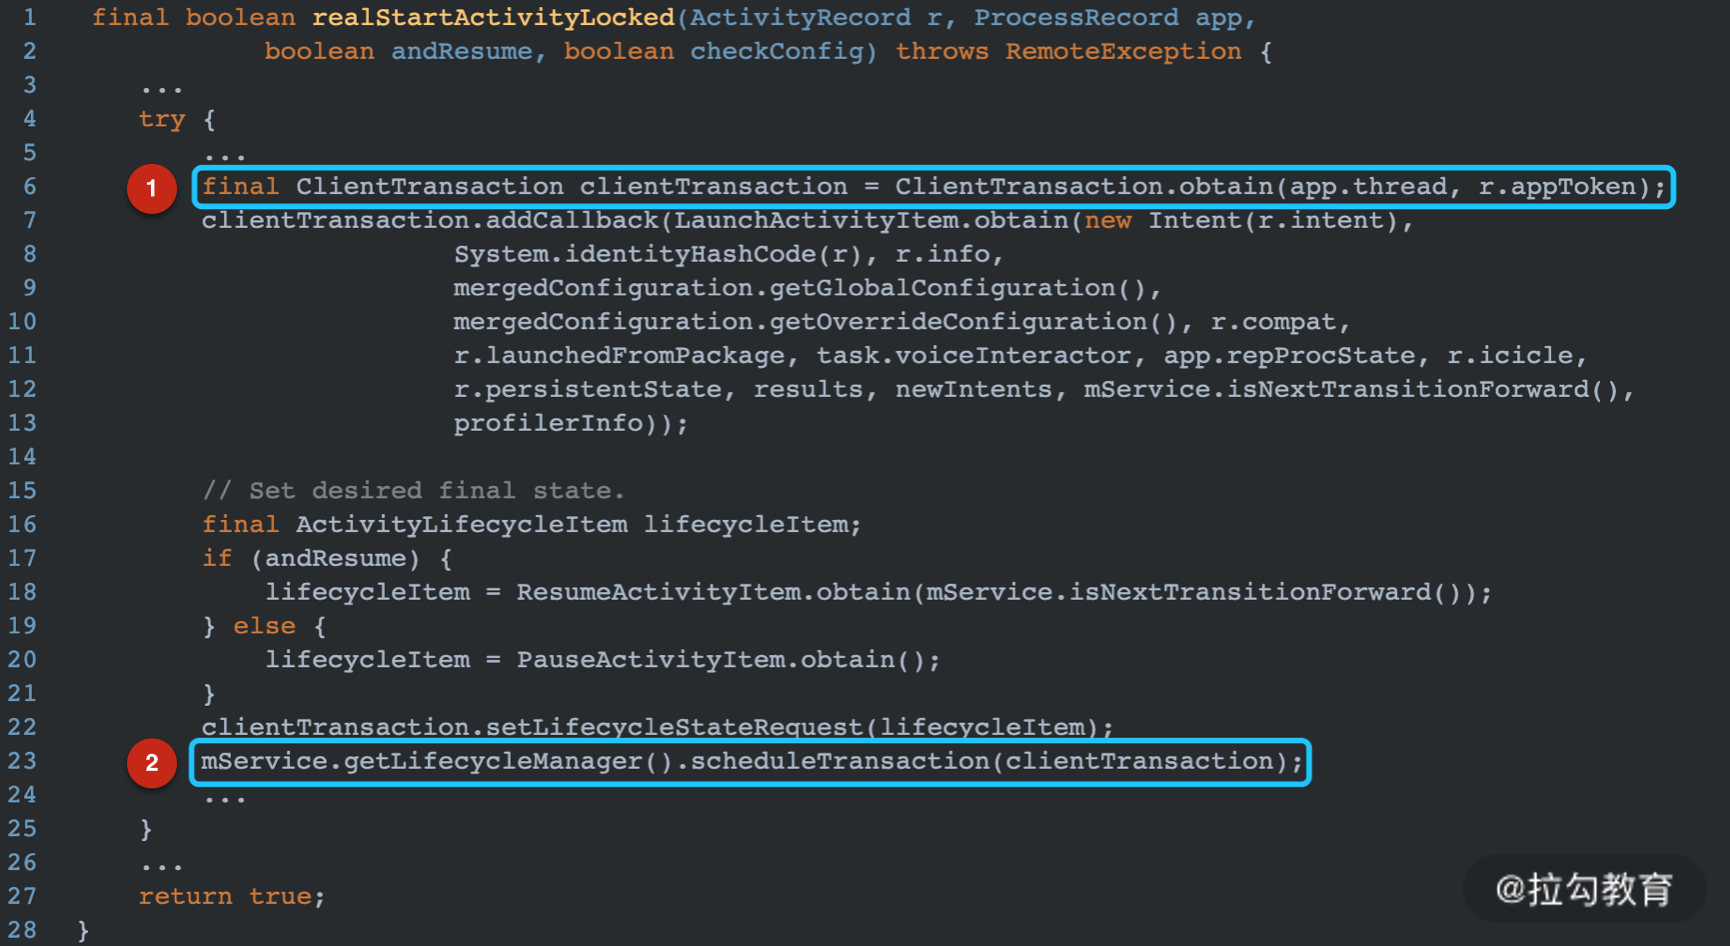 1 final boolean realStartActivityLocked(ActivityRecord r, ProcessRecord app,
2 boolean andResume, boolean checkConfig) throws RemoteException {
3 ...
4 try {
5 ...
1
6 final ClientTransaction clientTransaction = ClientTransaction.obtain(app.thread, r.appToken);
7 clientTransaction.addCallback(LaunchActivityItem.obtain(new Intent(r.intent),
8 System.identityHashCode(r), r.info,
9 mergedConfiguration.getGlobalConfiguration(),
10 mergedConfiguration.getOverrideConfiguration(), r.compat,
11 r.launchedFromPackage, task.voiceInteractor, app.repProcState, r.icicle,
12 r.persistentState, results, newIntents, mService.isNextTransitionForward(),
13 profilerInfo));
14
15 // Set desired final state.
16 final ActivityLifecycleItem lifecycleItem;
17 if (andResume) {
18 lifecycleItem = ResumeActivityItem.obtain(mService.isNextTransitionForward());
19 } else {
20 lifecycleItem = PauseActivityItem.obtain();
21 }
22 clientTransaction.setLifecycleStateRequest(lifecycleItem);
2
23 mService.getLifecycleManager().scheduleTransaction(clientTransaction);
24 ...
25 }
26 ...
27 return true;
28 }
@拉勾教育